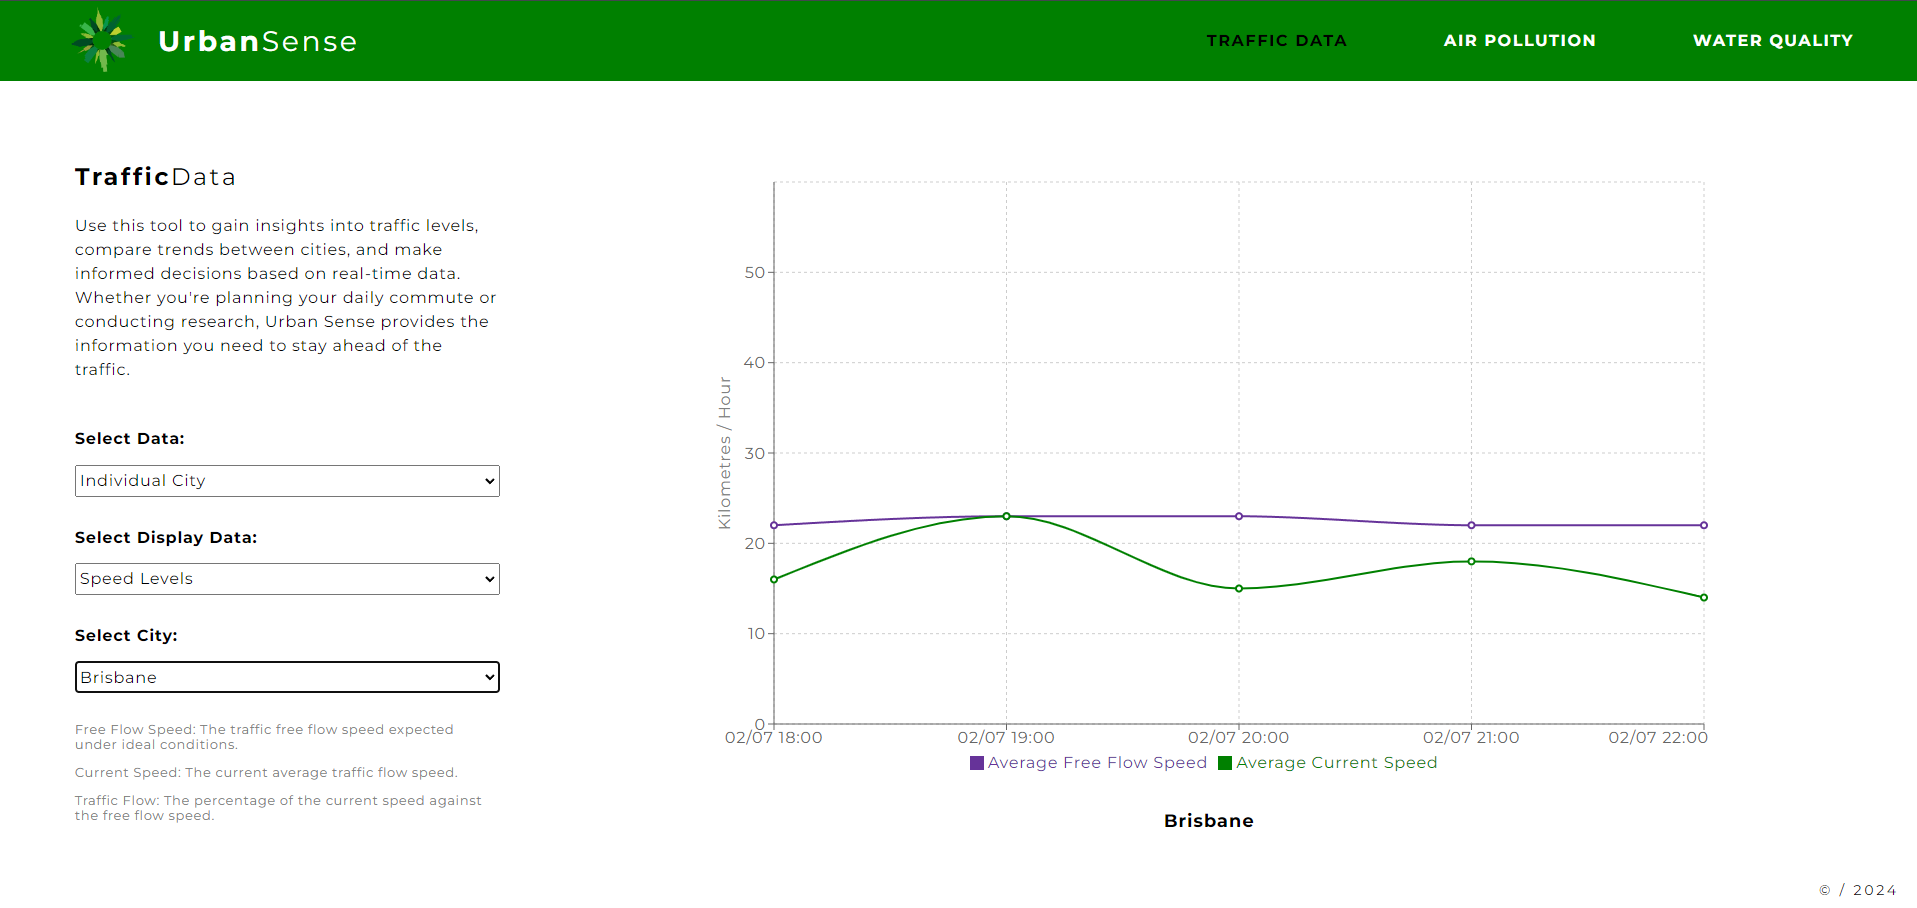 UrbanSense
TRAFFIC DATA
AIR POLLUTION
WATER QUALITY
TrafficData
Use this tool to gain insights into traffic levels,
compare trends between cities, and make
informed decisions based on real-time data.
Whether you're planning your daily commute or
conducting research, Urban Sense provides the
information you need to stay ahead of the
traffic.
Select Data:
Individual City
Select Display Data:
Speed Levels
Select City:
Brisbane
Free Flow Speed: The traffic free flow speed expected
under ideal conditions.
Current Speed: The current average traffic flow speed.
Traffic Flow: The percentage of the current speed against
the free flow speed.
Kilometres / Hour
50
40
30
20
10
0
02/07 18:00
02/07 19:00
02/07 20:00
02/07 21:00
02/07 22:00
Average Free Flow Speed
Average Current Speed
Brisbane
© / 2024